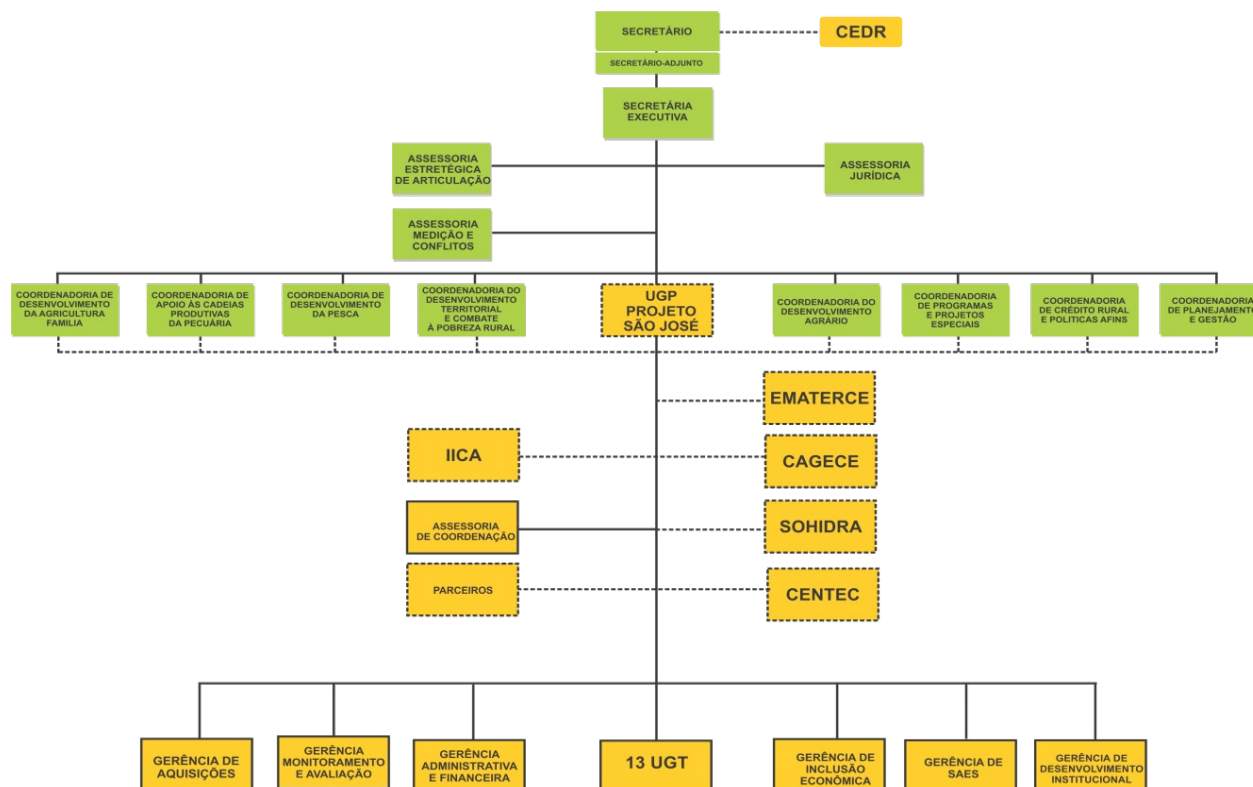 SECRETÁRIO
CEDR
SECRETÁRIO-ADJUNTO
SECRETÁRIA
EXECUTIVA
ASSESSORIA
ESTRETÉGICA
DE ARTICULAÇÃO
ASSESSORIA
JURÍDICA
ASSESSORIA
MEDIÇÃO E
CONFLITOS
COORDENADORIA DE
DESENVOLVIMENTO
DA AGRICULTURA
FAMILIA
COORDENADORIA DE
APOIO ÀS CADEIAS
PRODUTIVAS
DA PECUÁRIA
COORDENADORIA DE
DESENVOLVIMENTO
DA PESCA
COORDENADORIA DO
DESENVOLVIMENTO
TERRITORIAL
E COMBATE
À POBREZA RURAL
UGP
PROJETO
SÃO JOSÉ
COORDENADORIA DO
DESENVOLVIMENTO
AGRÁRIO
COORDENADORIA
DE PROGRAMAS
E PROJETOS
ESPECIAIS
COORDENADORIA
DE CRÉDITO RURAL
E POLITICAS AFINS
COORDENADORIA
DE PLANEJAMENTO
E GESTÃO
EMATERCE
IICA
CAGECE
ASSESSORIA
DE COORDENAÇÃO
SOHIDRA
PARCEIROS
CENTEC
GERÊNCIA DE
AQUISIÇÕES
GERÊNCIA
MONITORAMENTO
E AVALIAÇÃO
GERÊNCIA
ADMINISTRATIVA
E FINANCEIRA
13 UGT
GERÊNCIA DE
INCLUSÃO
ECONÔMICA
GERÊNCIA
DE SAES
GERÊNCIA DE
DESENVOLVIMENTO
INSTITUCIONAL